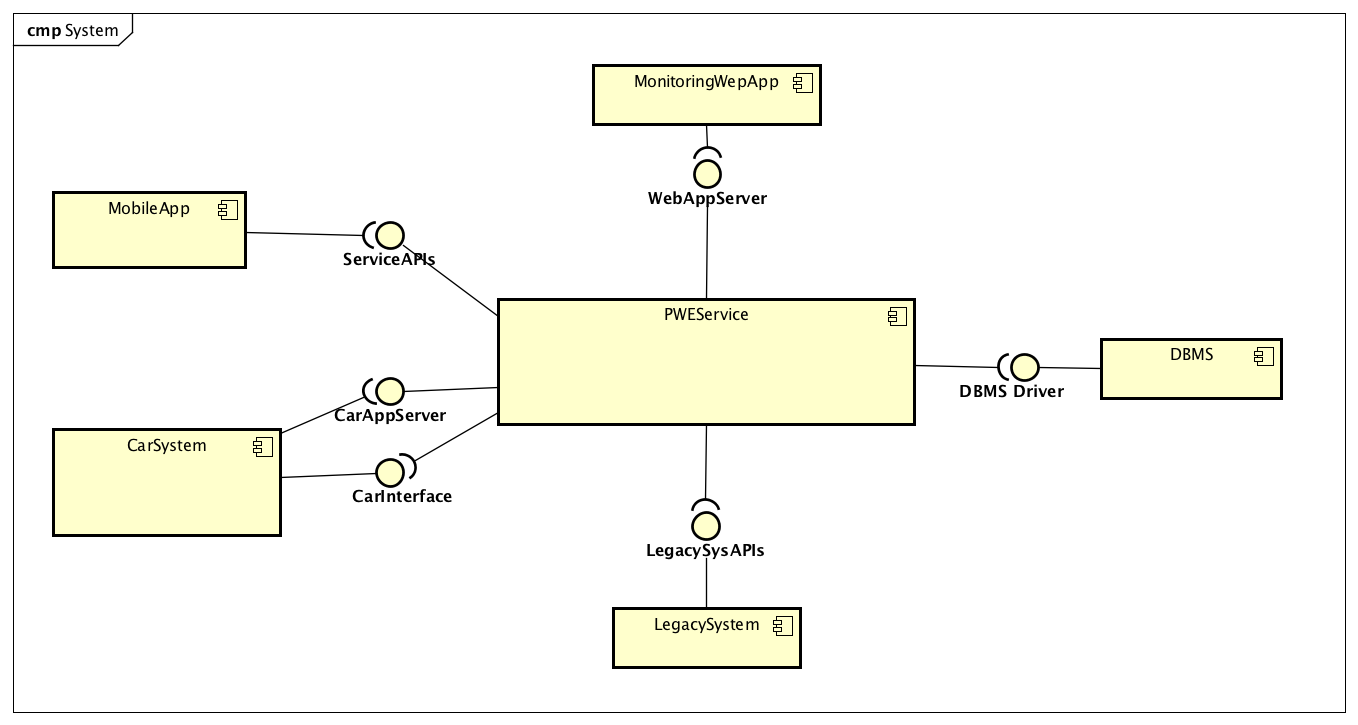 cmp System
MonitoringWepApp
WebAppServer
MobileApp
ServiceAPIs
PWEService
DBMS
DBMS Driver
CarAppServer
CarSystem
CarInterface
LegacySysAPIs
LegacySystem